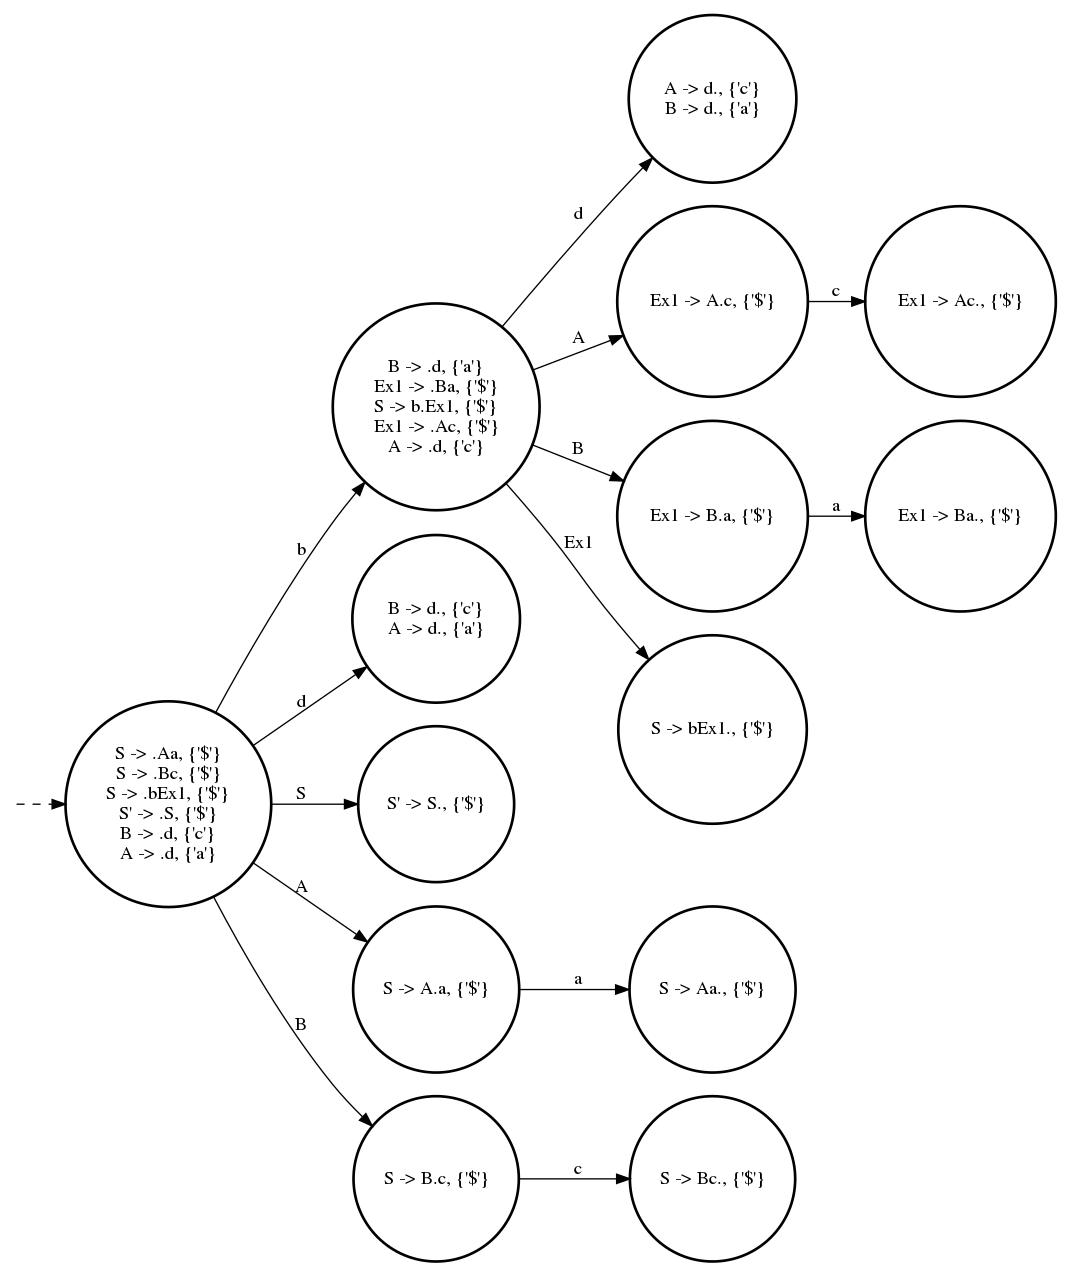 A -> d., {'c'}
B -> d., {'a'}
d
Ex1 -> A.c, {'$'}
c
Ex1 -> Ac., {'$'}
A
B -> .d, {'a'}
Ex1 -> .Ba, {'$'}
S -> b.Ex1, {'$'}
Ex1 -> .Ac, {'$'}
A -> .d, {'c'}
B
Ex1 -> B.a, {'$'}
a
Ex1 -> Ba., {'$'}
Ex1
b
B -> d., {'c'}
A -> d., {'a'}
d
S -> bEx1., {'$'}
S -> .Aa, {'$'}
S -> .Bc, {'$'}
S -> .bEx1, {'$'}
S' -> .S, {'$'}
B -> .d, {'c'}
A -> .d, {'a'}
S
S' -> S., {'$'}
A
S -> A.a, {'$'}
a
S -> Aa., {'$'}
B
S -> B.c, {'$'}
c
S -> Bc., {'$'}